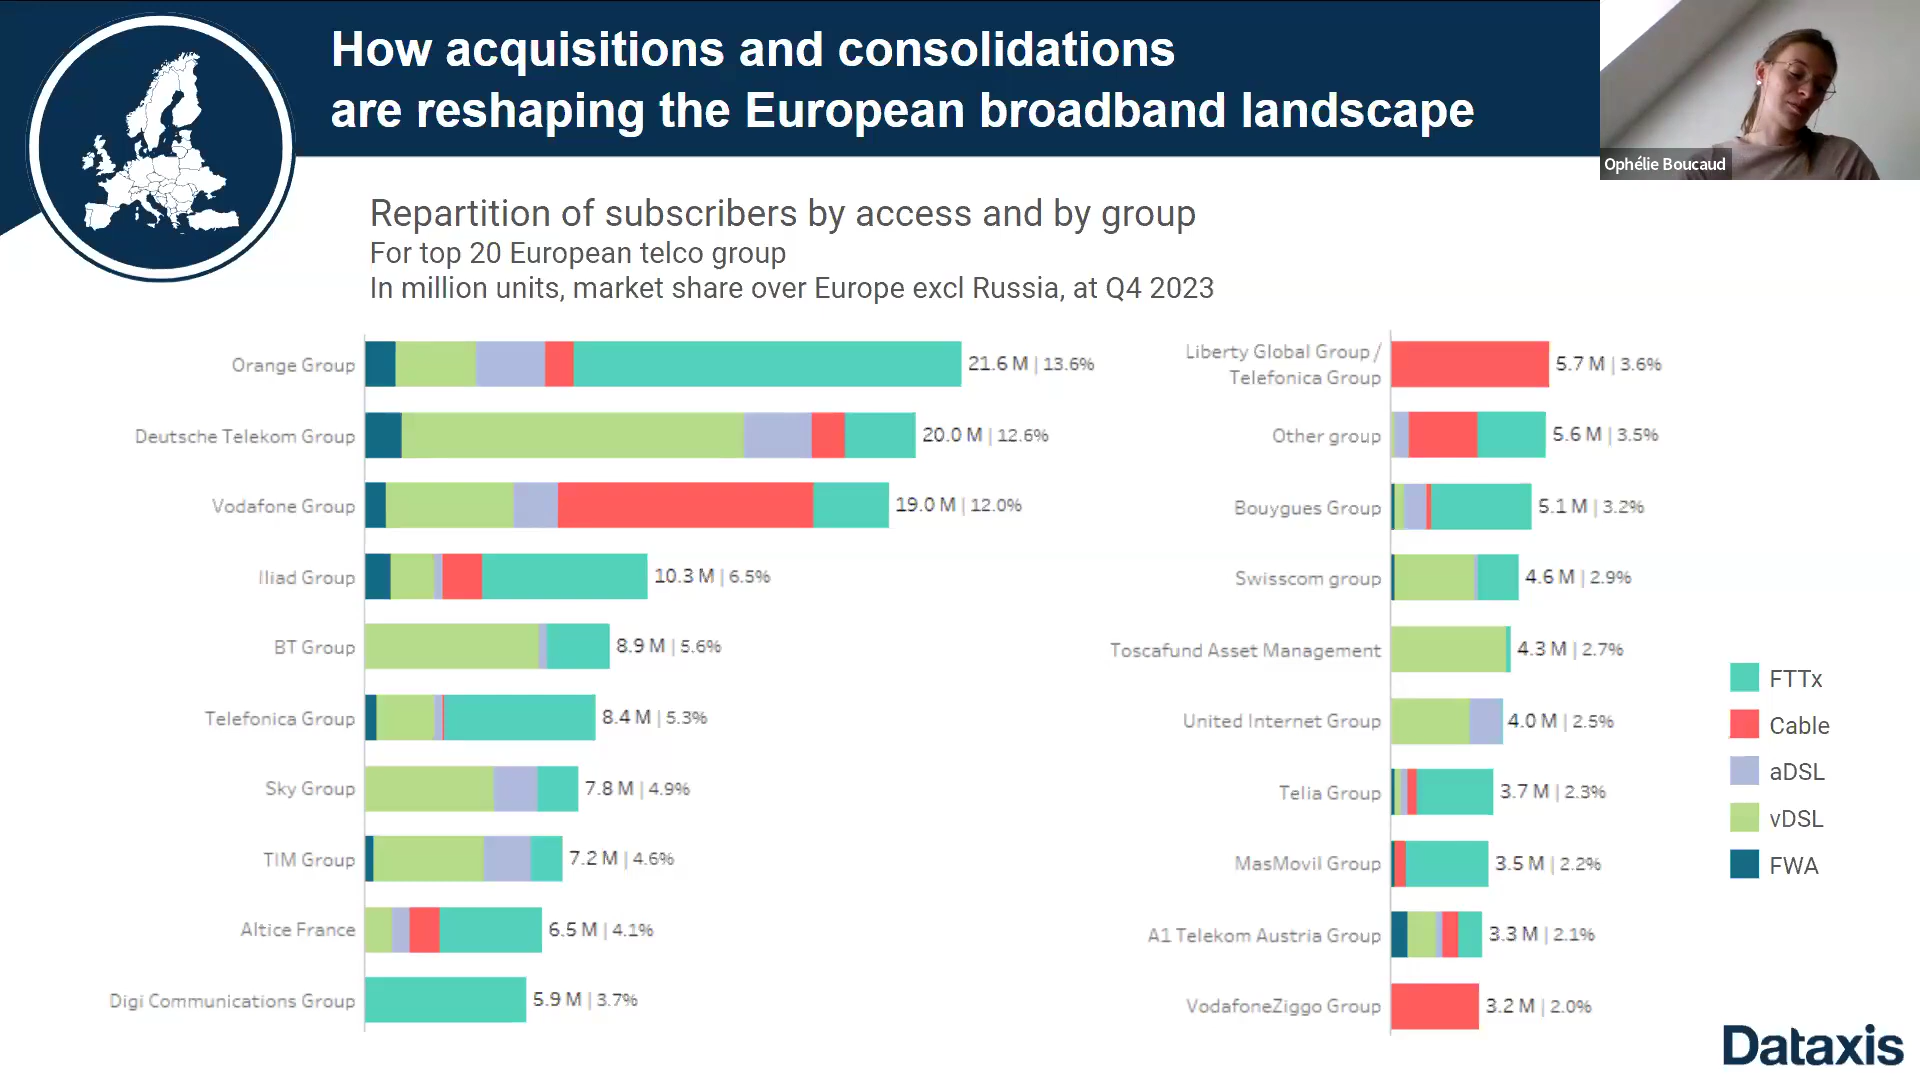 How acquisitions and consolidations
are reshaping the European broadband landscape
Ophélie Boucaud
Repartition of subscribers by access and by group
For top 20 European telco group
In million units, market share over Europe excl Russia, at Q4 2023
Orange Group 21.6 M | 13.6%
Deutsche Telekom Group 20.0 M | 12.6%
Vodafone Group 19.0 M | 12.0%
Iliad Group 10.3 M | 6.5%
BT Group 8.9 M | 5.6%
Telefonica Group 8.4 M | 5.3%
Sky Group 7.8 M | 4.9%
TIM Group 7.2 M | 4.6%
Altice France 6.5 M | 4.1%
Digi Communications Group 5.9 M | 3.7%
Liberty Global Group /
Telefonica Group 5.7 M | 3.6%
Other group 5.6 M | 3.5%
Bouygues Group 5.1 M | 3.2%
Swisscom group 4.6 M | 2.9%
Toscafund Asset Management 4.3 M | 2.7%
United Internet Group 4.0 M | 2.5%
Telia Group 3.7 M | 2.3%
MasMovil Group 3.5 M | 2.2%
A1 Telekom Austria Group 3.3 M | 2.1%
VodafoneZiggo Group 3.2 M | 2.0%
FTTx
Cable
aDSL
vDSL
FWA
Dataxis